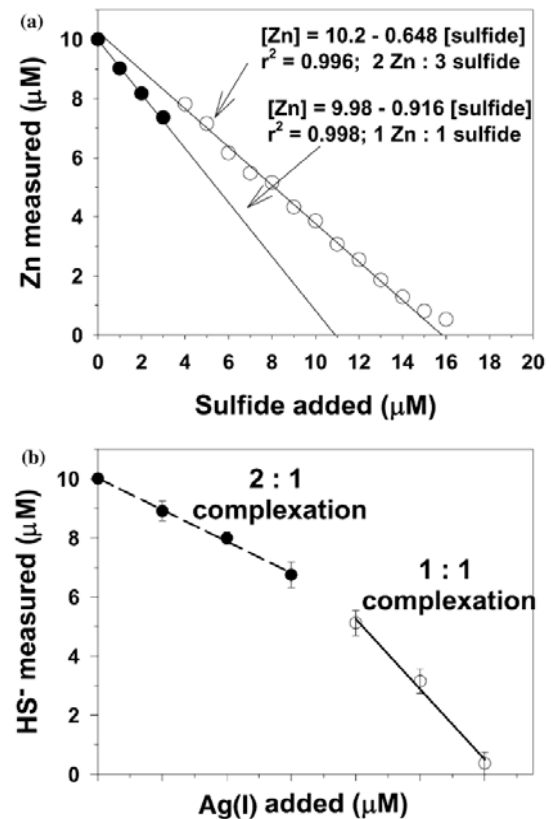 (a)
[Zn] = 10.2 - 0.648 [sulfide]
r² = 0.996; 2 Zn : 3 sulfide
[Zn] = 9.98 - 0.916 [sulfide]
r² = 0.998; 1 Zn : 1 sulfide
Zn measured (μM)
10
8
6
4
2
0
0 2 4 6 8 10 12 14 16 18 20
Sulfide added (μM)
(b)
2 : 1
complexation
1 : 1
complexation
HS⁻ measured (μM)
10
8
6
4
2
0
Ag(I) added (μM)